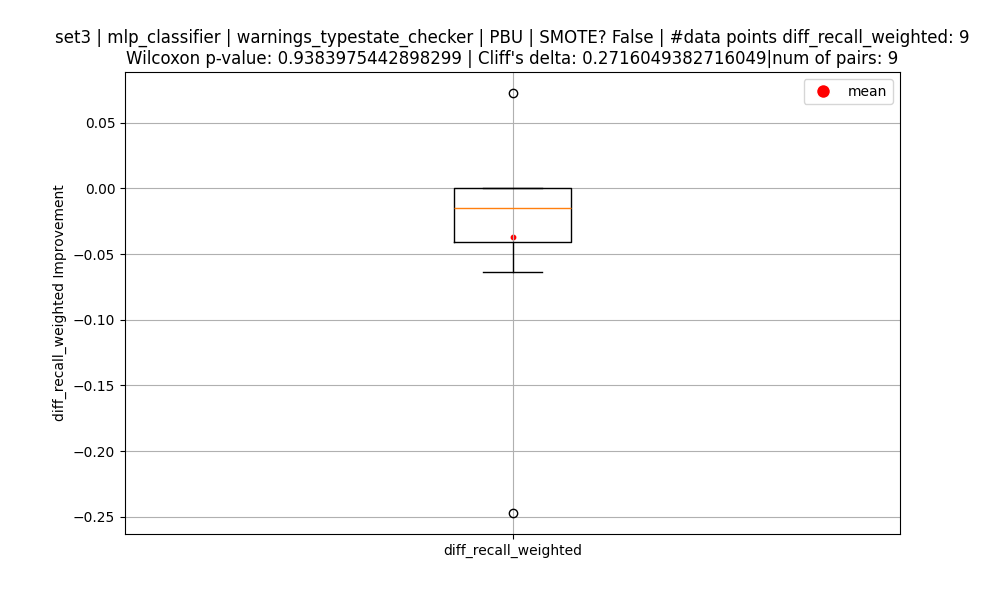 set3 | mlp_classifier | warnings_typestate_checker | PBU | SMOTE? False | #data points diff_recall_weighted: 9
Wilcoxon p-value: 0.9383975442898299 | Cliff's delta: 0.2716049382716049|num of pairs: 9
mean
0.05
0.00
−0.05
−0.10
−0.15
−0.20
−0.25
diff_recall_weighted Improvement
diff_recall_weighted